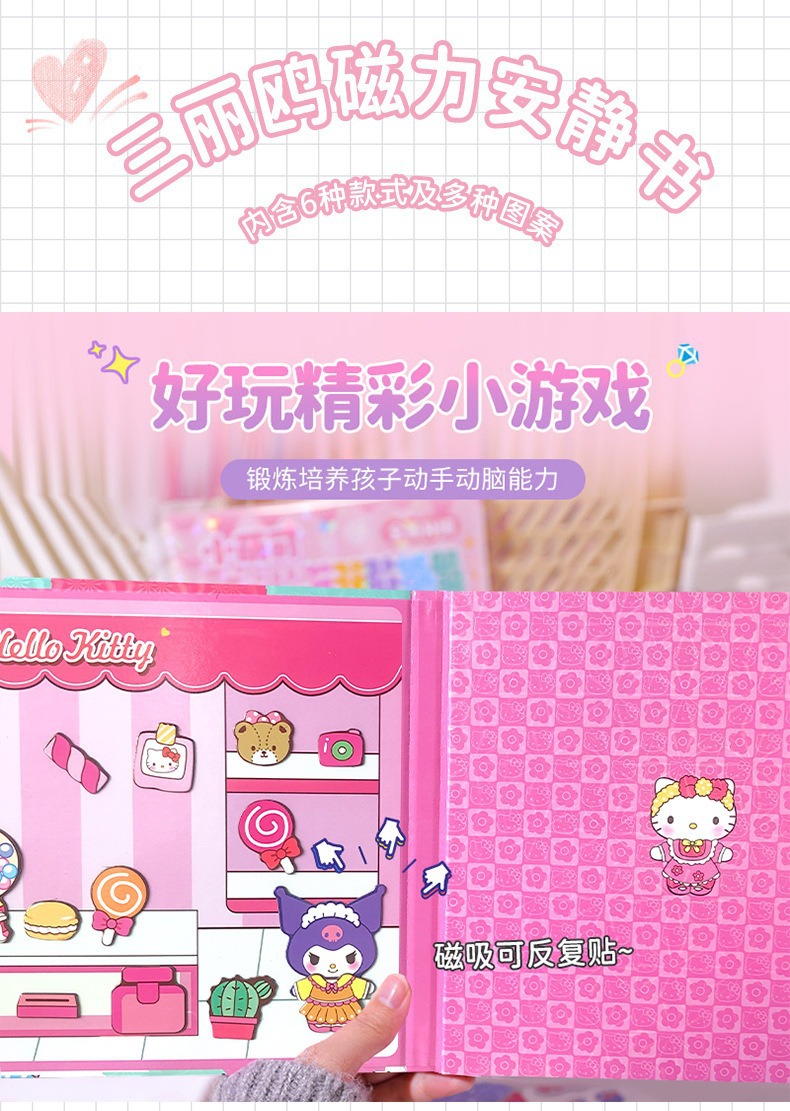 三丽鸥磁力安静书
内含6种款式及多种图案
好玩精彩小游戏
锻炼培养孩子动手动脑能力
Hello Kitty
磁吸可反复贴~